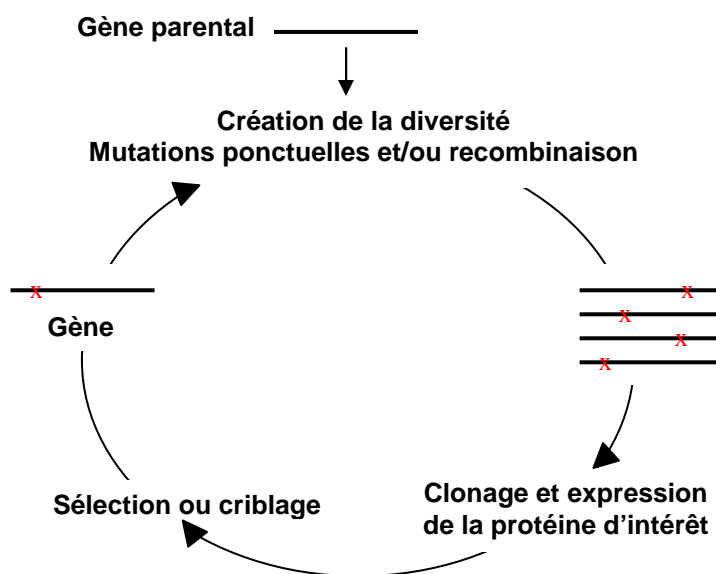 Gène parental
Création de la diversité
Mutations ponctuelles et/ou recombinaison
x
x
x
x
x
Gène
Clonage et expression
de la protéine d'intérêt
Sélection ou criblage